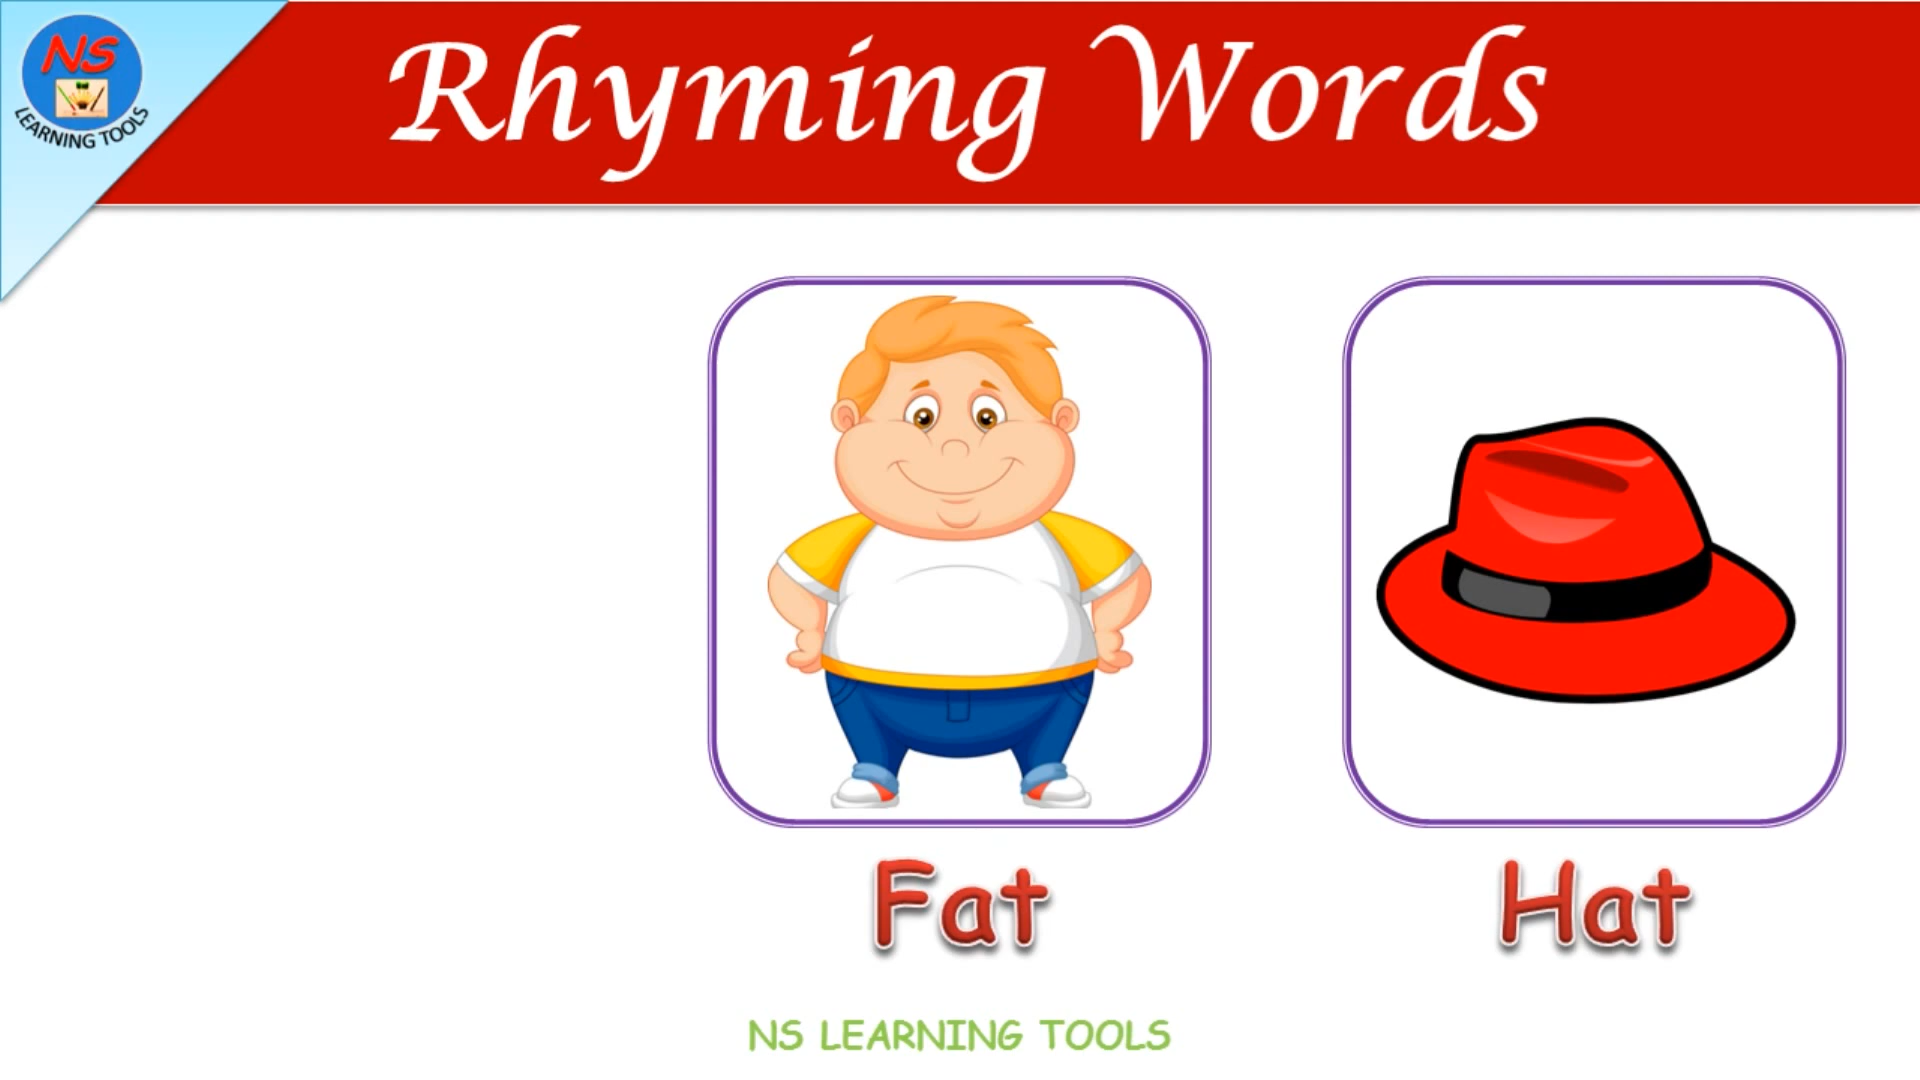 NS
LEARNING TOOLS
Rhyming Words
Fat
Hat
NS LEARNING TOOLS